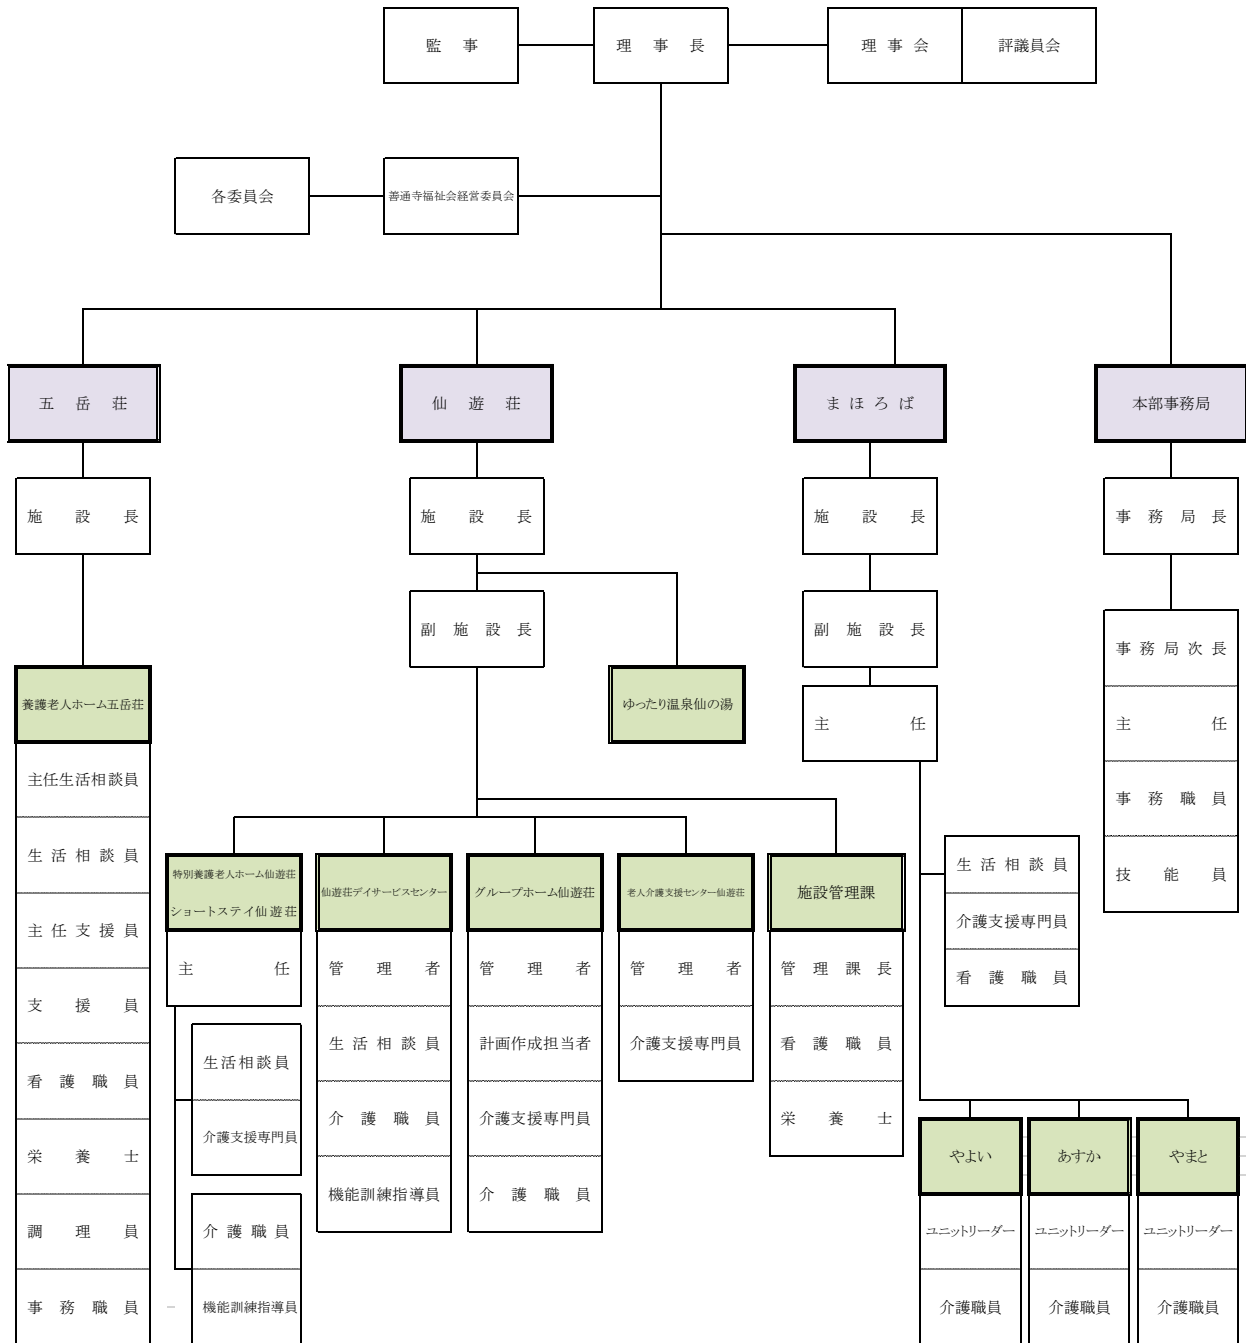 監事
理事長
理事会
評議員会
各委員会
善通寺福祉会経営委員会
五岳荘
仙遊荘
まほろば
本部事務局
施設長
施設長
施設長
事務局長
副施設長
副施設長
事務局次長
養護老人ホーム五岳荘
ゆったり温泉仙の湯
主任
主任
主任生活相談員
事務職員
生活相談員
特別養護老人ホーム仙遊荘
ショートステイ仙遊荘
仙遊荘デイサービスセンター
グループホーム仙遊荘
老人介護支援センター仙遊荘
施設管理課
生活相談員
技能員
介護支援専門員
主任支援員
主任
管理者
管理者
管理者
管理課長
看護職員
支援員
生活相談員
生活相談員
計画作成担当者
介護支援専門員
看護職員
看護職員
介護支援専門員
介護職員
介護支援専門員
栄養士
栄養士
やよい
あすか
やまと
機能訓練指導員
介護職員
調理員
介護職員
ユニットリーダー
ユニットリーダー
ユニットリーダー
事務職員
機能訓練指導員
介護職員
介護職員
介護職員